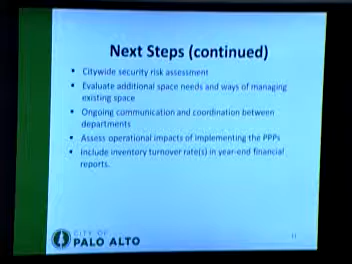 Next Steps (continued)
• Citywide security risk assessment
• Evaluate additional space needs and ways of managing
existing space
• Ongoing communication and coordination between
departments
• Assess operational impacts of implementing the PPPs
• Include inventory turnover rate(s) in year-end financial
reports.
CITY OF
PALO ALTO